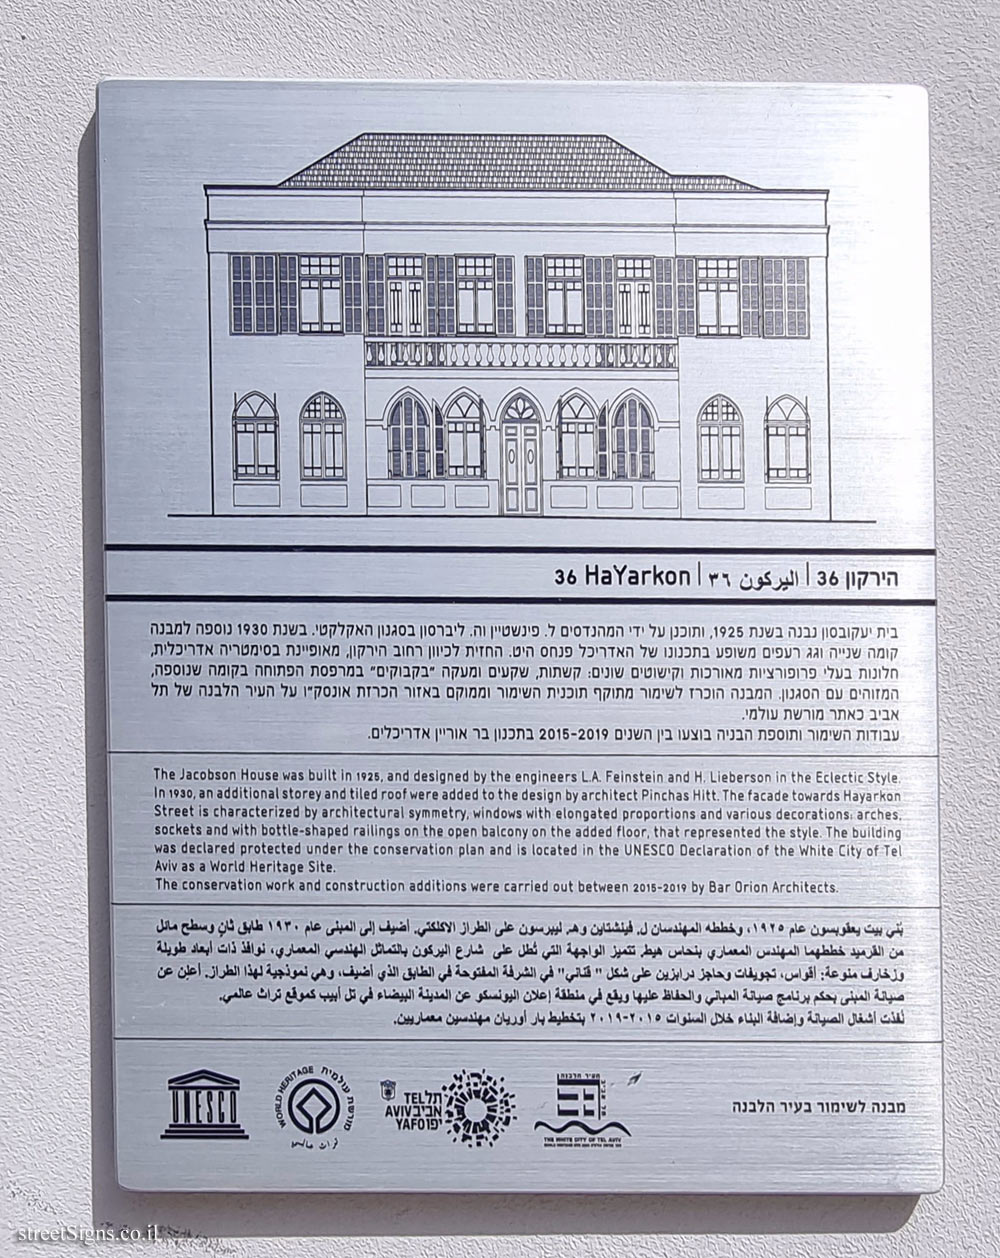 הירקון 36 | اليركون ٣٦ | 36 HaYarkon
בית יעקובסון נבנה בשנת 1925, ותוכנן על ידי המהנדסים ל. פינשטיין וה. ליברסון בסגנון האקלקטי. בשנת 1930 נוספה למבנה
קומה שנייה וגג רעפים משופע בתכנונו של האדריכל פנחס היט. החזית לכיוון רחוב הירקון, מאופיינת בסימטריה אדריכלית,
חלונות בעלי פרופורציות מאורכות וקישוטים שונים: קשתות, שקעים ומעקה "בקבוקים" במרפסת הפתוחה בקומה שנוספה,
המזוהים עם הסגנון. המבנה הוכרז לשימור מתוקף תוכנית השימור וממוקם באזור הכרזת אונסק"ו על העיר הלבנה של תל
אביב כאתר מורשת עולמי.
עבודות השימור ותוספת הבניה בוצעו בין השנים 2015-2019 בתכנון בר אוריין אדריכלים.
The Jacobson House was built in 1925, and designed by the engineers L.A. Feinstein and H. Lieberson in the Eclectic Style.
In 1930, an additional storey and tiled roof were added to the design by architect Pinchas Hitt. The facade towards Hayarkon
Street is characterized by architectural symmetry, windows with elongated proportions and various decorations: arches,
sockets and with bottle-shaped railings on the open balcony on the added floor, that represented the style. The building
was declared protected under the conservation plan and is located in the UNESCO Declaration of the White City of Tel
Aviv as a World Heritage Site.
The conservation work and construction additions were carried out between 2015-2019 by Bar Orion Architects.
بُني بيت يعقوبسون عام ١٩٢٥، وخططه المهندسان ل. فينشتاين وهـ. ليبرسون على الطراز الاكلكتي. أضيف إلى المبنى عام ١٩٣٠ طابق ثانٍ وسطح مائل
من القرميد خططهما المهندس المعماري بنحاس هيط. تتميز الواجهة التي تُطل على شارع اليركون بالتماثل الهندسي المعماري، نوافذ ذات أبعاد طويلة
وزخارف منوعة: أقواس، تجويفات وحاجز درابزين على شكل "قناني" في الشرفة المفتوحة في الطابق الذي أضيف، وهي نموذجية لهذا الطراز. أعلِن عن
صيانة المبنى بحكم برنامج صيانة المباني والحفاظ عليها ويقع في منطقة إعلان اليونسكو عن المدينة البيضاء في تل أبيب كموقع تراث عالمي.
نُفذت أشغال الصيانة وإضافة البناء خلال السنوات ٢٠١٥-٢٠١٩ بتخطيط بار أوريان مهندسين معماريين.
UNESCO
WORLD HERITAGE
מורשת עולמית
TEL
AVIV
YAFO
תל
אביב
יפו
העיר הלבנה
תל אביב
THE WHITE CITY OF TEL AVIV
מבנה לשימור בעיר הלבנה
streetSigns.co.il